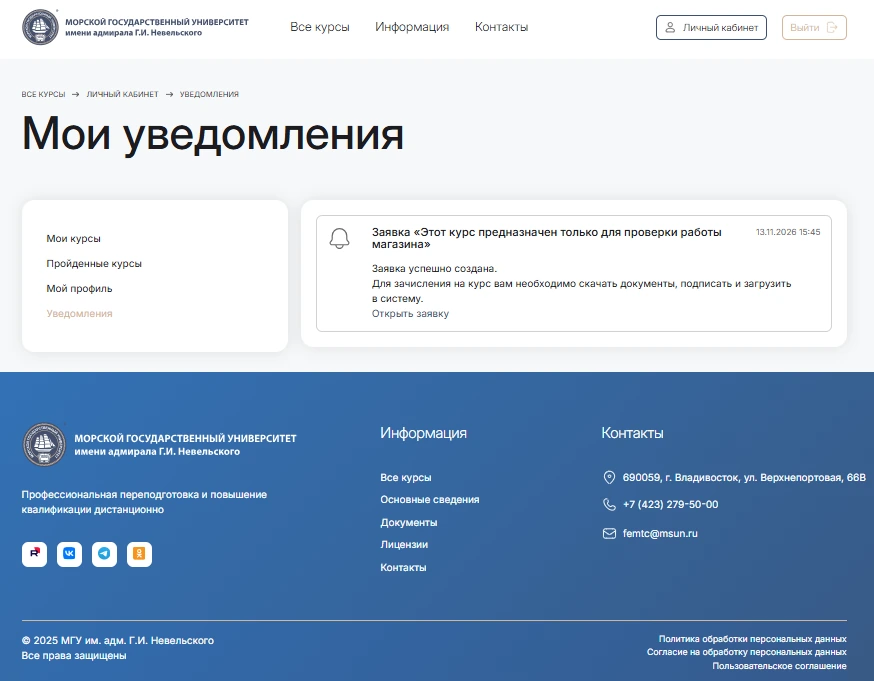 МОРСКОЙ ГОСУДАРСТВЕННЫЙ УНИВЕРСИТЕТ
имени адмирала Г.И. Невельского
Все курсы
Информация
Контакты
Личный кабинет
Выйти
ВСЕ КУРСЫ → ЛИЧНЫЙ КАБИНЕТ → УВЕДОМЛЕНИЯ
Мои уведомления
Мои курсы
Пройденные курсы
Мой профиль
Уведомления
Заявка «Этот курс предназначен только для проверки работы
магазина»
13.11.2026 15:45
Заявка успешно создана.
Для зачисления на курс вам необходимо скачать документы, подписать и загрузить
в систему.
Открыть заявку
МОРСКОЙ ГОСУДАРСТВЕННЫЙ УНИВЕРСИТЕТ
имени адмирала Г.И. Невельского
Профессиональная переподготовка и повышение
квалификации дистанционно
Информация
Все курсы
Основные сведения
Документы
Лицензии
Контакты
Контакты
690059, г. Владивосток, ул. Верхнепортовая, 66В
+7 (423) 279-50-00
femtc@msun.ru
© 2025 МГУ им. адм. Г.И. Невельского
Все права защищены
Политика обработки персональных данных
Согласие на обработку персональных данных
Пользовательское соглашение